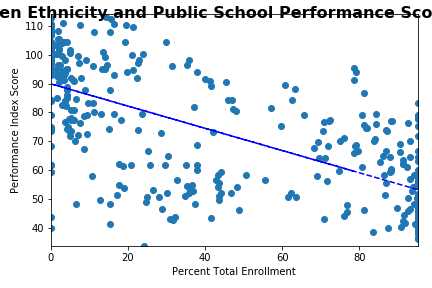 en Ethnicity and Public School Performance Sco
110
100
90
80
70
60
50
40
Performance Index Score
0 20 40 60 80
Percent Total Enrollment